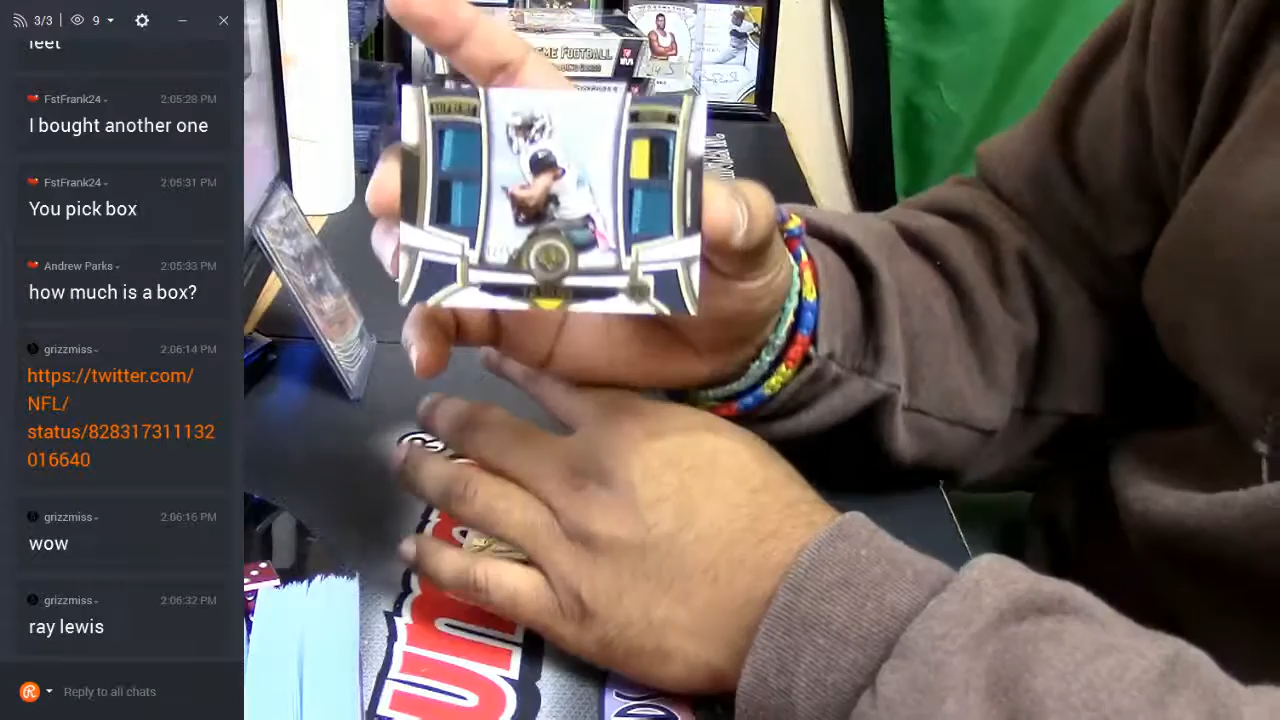 3/3 9
feet
FstFrank24 2:05:28 PM
I bought another one
FstFrank24 2:05:31 PM
You pick box
Andrew Parks 2:05:33 PM
how much is a box?
grizzmiss 2:06:14 PM
https://twitter.com/
NFL/
status/828317311132
016640
grizzmiss 2:06:16 PM
wow
grizzmiss 2:06:32 PM
ray lewis
Reply to all chats
FOOTBALL